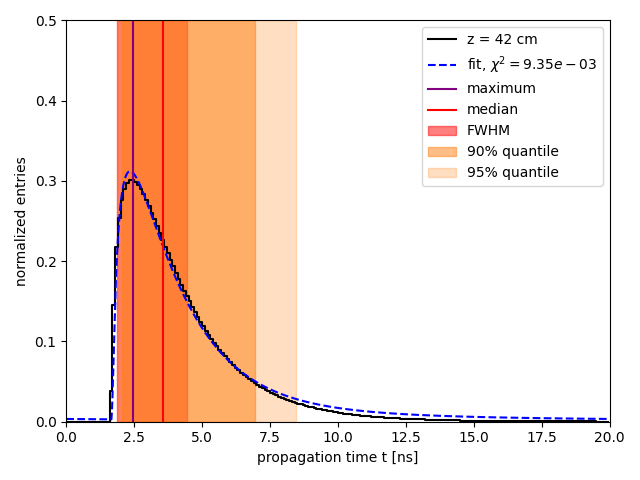 0.5
0.4
0.3
0.2
0.1
0.0
normalized entries
z = 42 cm
fit, χ² = 9.35e − 03
maximum
median
FWHM
90% quantile
95% quantile
0.0 2.5 5.0 7.5 10.0 12.5 15.0 17.5 20.0
propagation time t [ns]